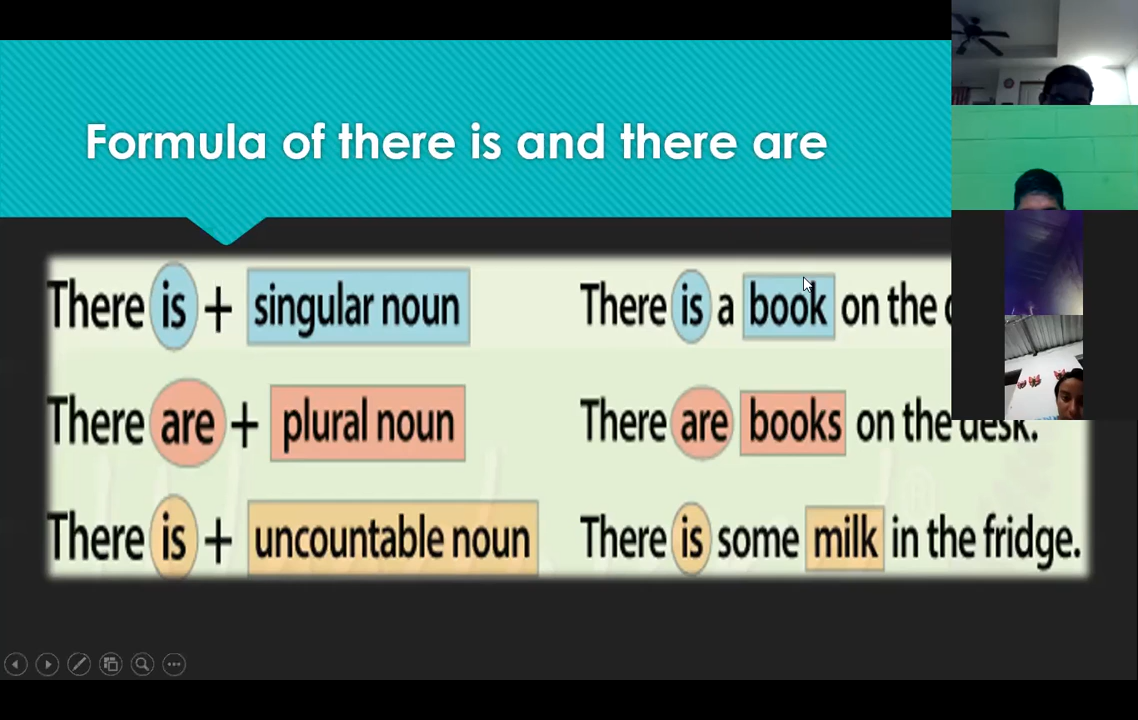 Formula of there is and there are
There is + singular noun
There is a book on the
There are + plural noun
There are books on the desk.
There is + uncountable noun
There is some milk in the fridge.